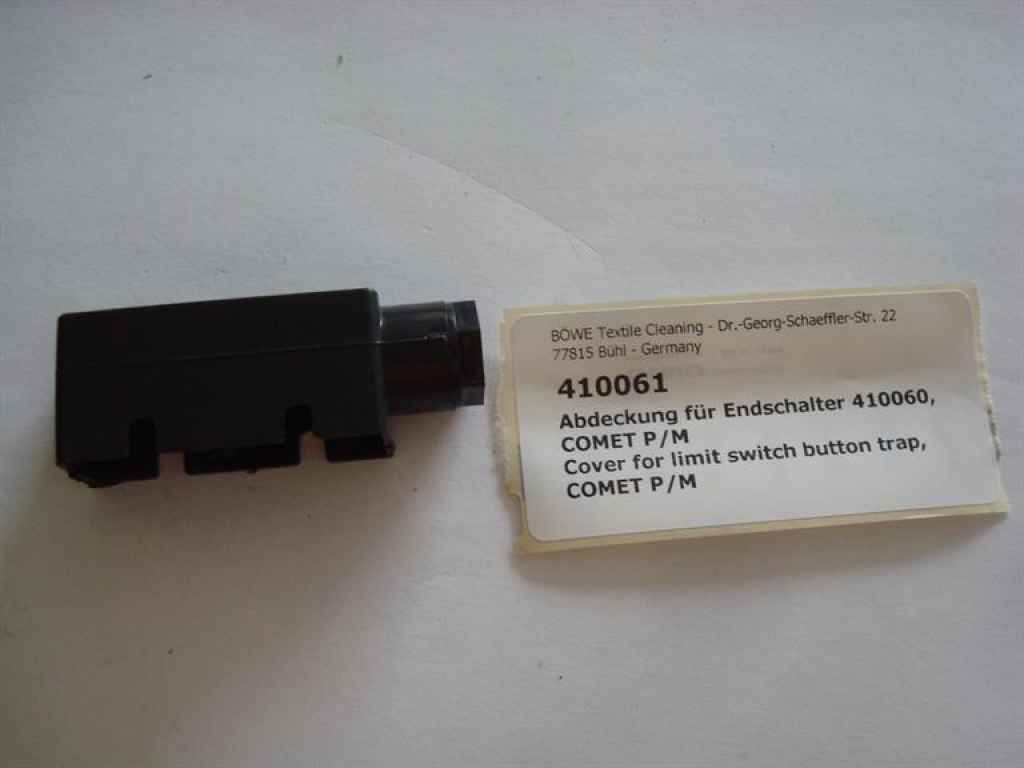 BÖWE Textile Cleaning - Dr.-Georg-Schaeffler-Str. 22
77815 Bühl - Germany
410061
Abdeckung für Endschalter 410060,
COMET P/M
Cover for limit switch button trap,
COMET P/M